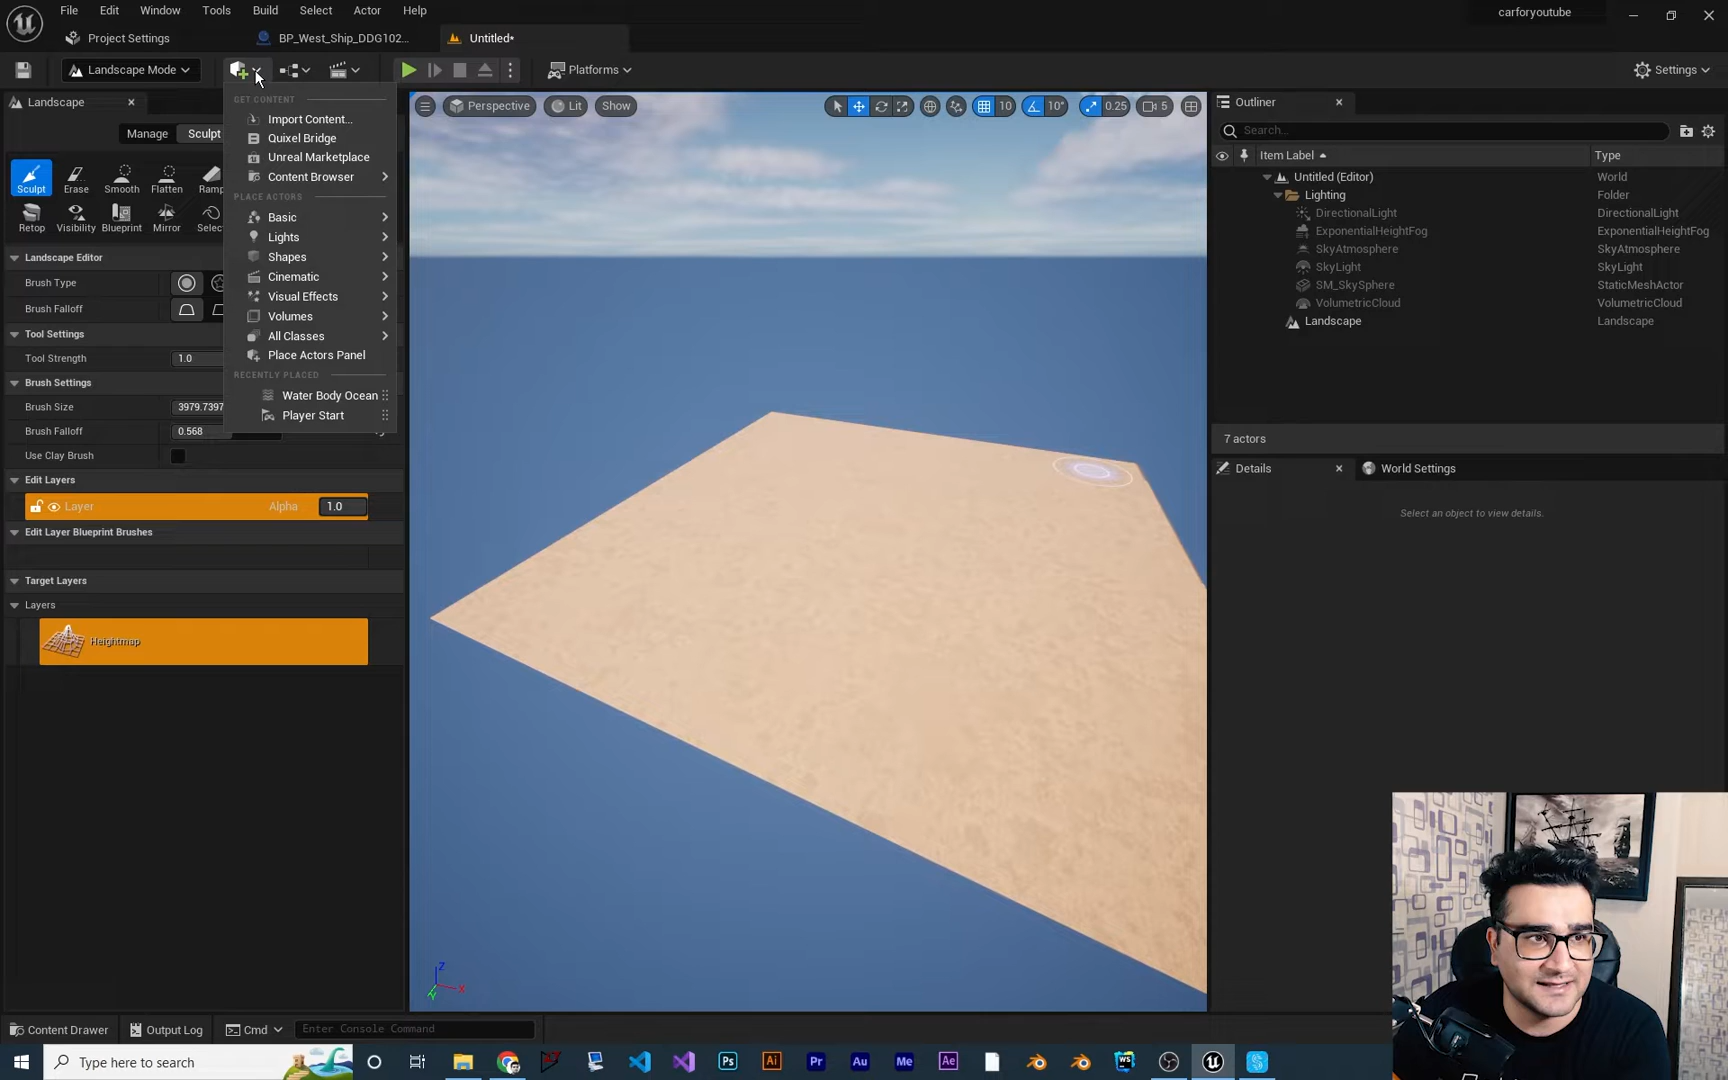 File Edit Window Tools Build Select Actor Help
carforyoutube
Project Settings
BP_West_Ship_DDG102...
Untitled*
Landscape Mode
Platforms
Settings
Landscape
Manage Sculpt
Sculpt Erase Smooth Flatten Ramp
Retop Visibility Blueprint Mirror Select
Landscape Editor
Brush Type
Brush Falloff
Tool Settings
Tool Strength 1.0
Brush Settings
Brush Size 3979.7397
Brush Falloff 0.568
Use Clay Brush
Edit Layers
Layer Alpha 1.0
Edit Layer Blueprint Brushes
Target Layers
Layers
Heightmap
GET CONTENT
Import Content...
Quixel Bridge
Unreal Marketplace
Content Browser
PLACE ACTORS
Basic
Lights
Shapes
Cinematic
Visual Effects
Volumes
All Classes
Place Actors Panel
RECENTLY PLACED
Water Body Ocean
Player Start
Perspective Lit Show
10 10° 0.25 5
Z
X
Y
Outliner
Search...
Item Label Type
Untitled (Editor) World
Lighting Folder
DirectionalLight DirectionalLight
ExponentialHeightFog ExponentialHeightFog
SkyAtmosphere SkyAtmosphere
SkyLight SkyLight
SM_SkySphere StaticMeshActor
VolumetricCloud VolumetricCloud
Landscape Landscape
7 actors
Details
World Settings
Select an object to view details.
Content Drawer Output Log Cmd Enter Console Command
Type here to search
Ps Ai Pr Au Me Ae WS